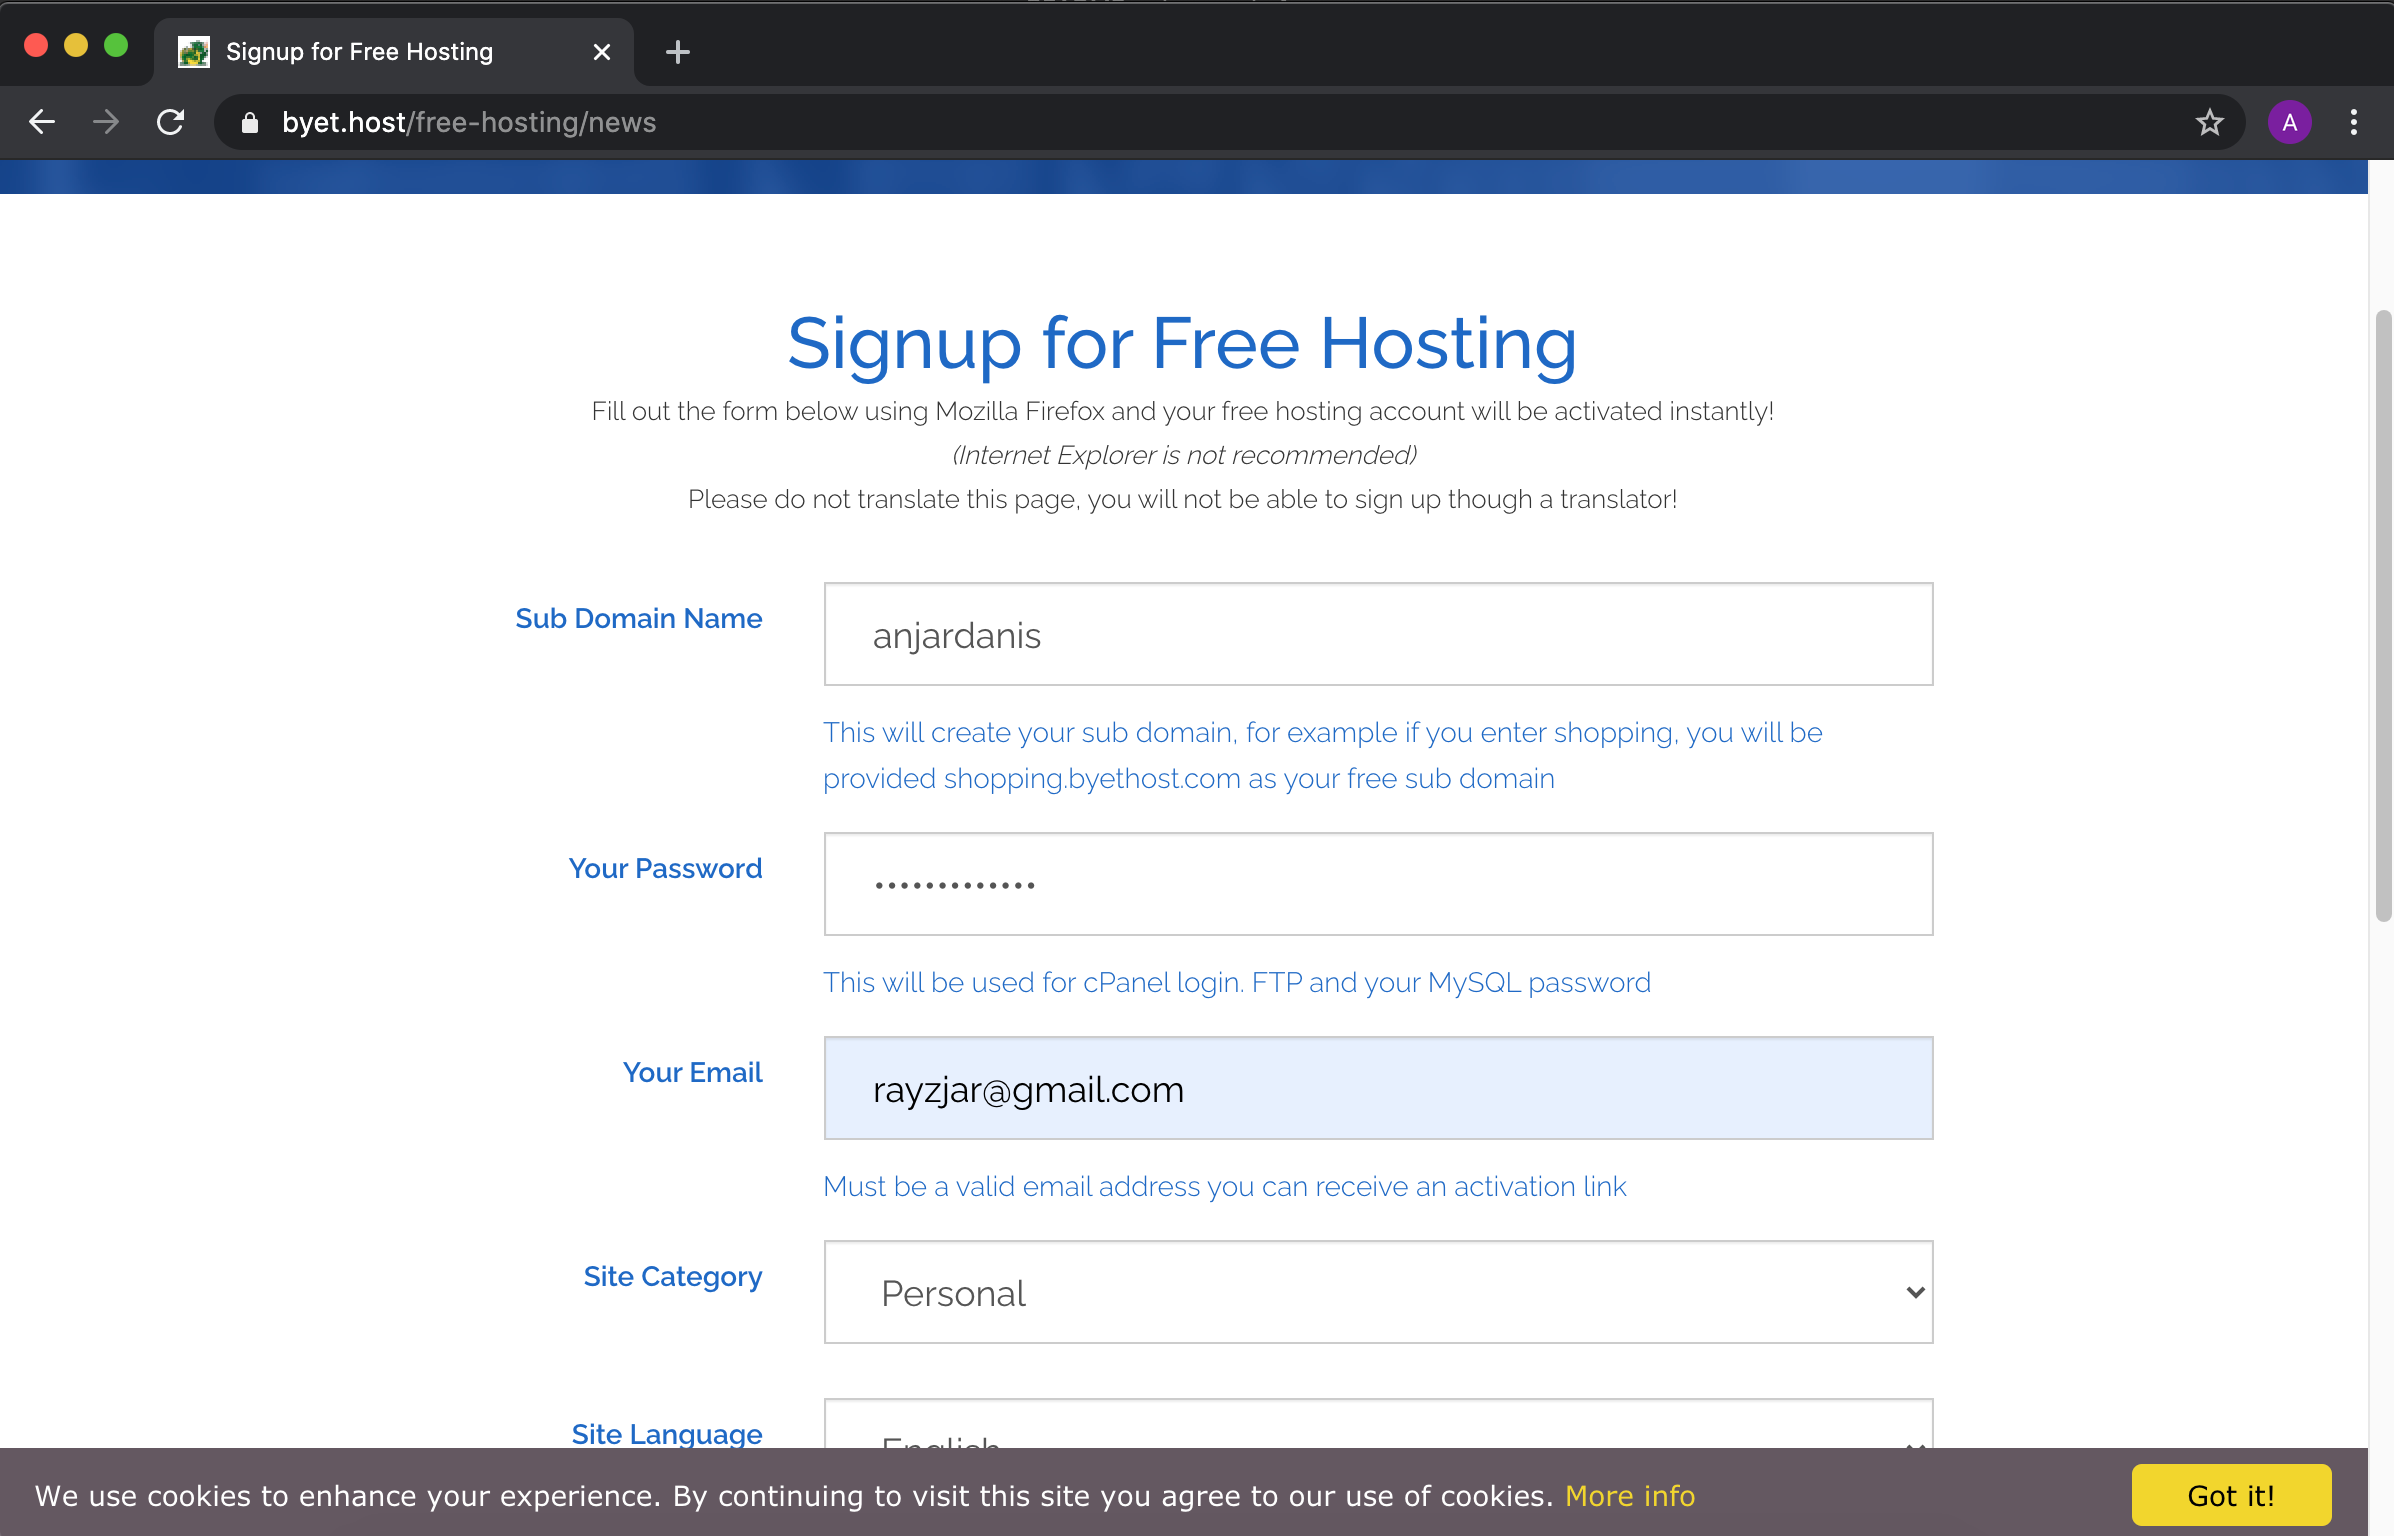 Signup for Free Hosting
byet.host/free-hosting/news
A
Signup for Free Hosting
Fill out the form below using Mozilla Firefox and your free hosting account will be activated instantly!
(Internet Explorer is not recommended)
Please do not translate this page, you will not be able to sign up though a translator!
Sub Domain Name
anjardanis
This will create your sub domain, for example if you enter shopping, you will be
provided shopping.byethost.com as your free sub domain
Your Password
•••••••••••••
This will be used for cPanel login. FTP and your MySQL password
Your Email
rayzjar@gmail.com
Must be a valid email address you can receive an activation link
Site Category
Personal
Site Language
English
We use cookies to enhance your experience. By continuing to visit this site you agree to our use of cookies. More info
Got it!